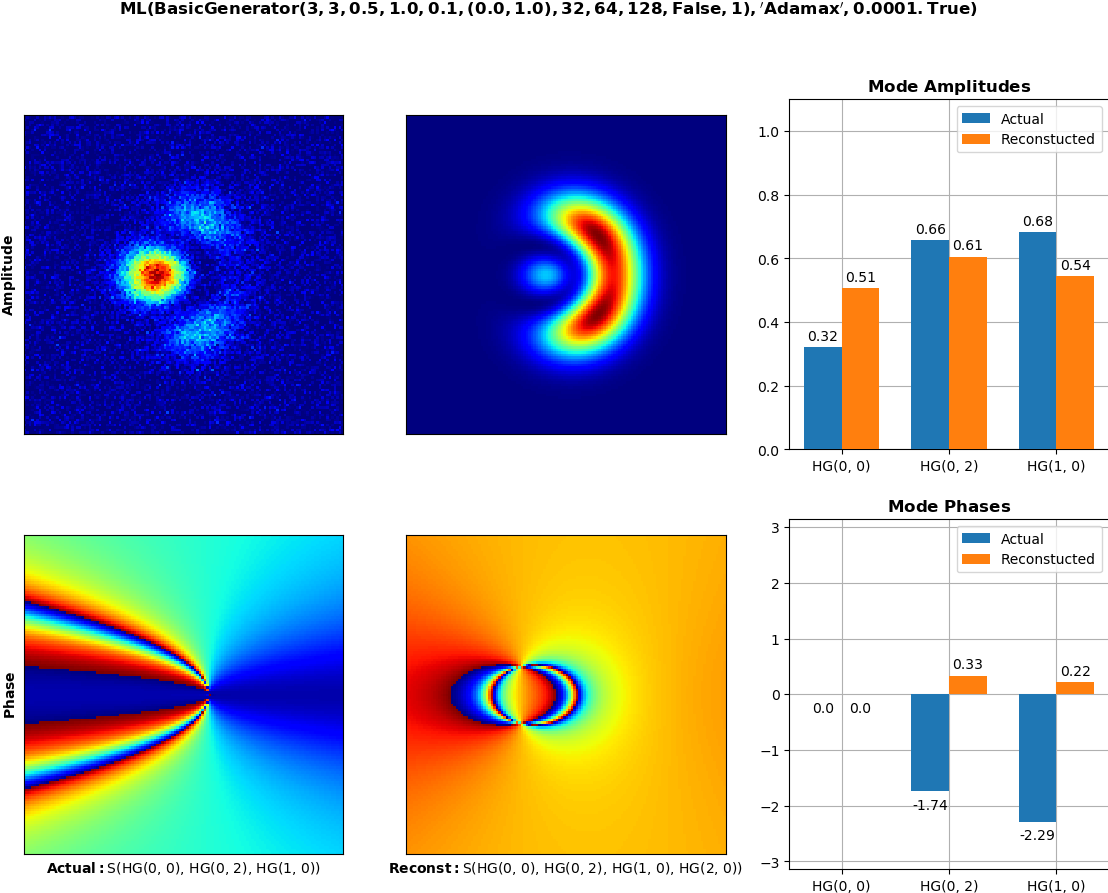 ML(BasicGenerator(3, 3, 0.5, 1.0, 0.1, (0.0, 1.0), 32, 64, 128, False, 1), ′Adamax′, 0.0001. True)
Mode Amplitudes
Amplitude
Actual
Reconstucted
1.0
0.8
0.6
0.4
0.2
0.0
0.32
0.51
0.66
0.61
0.68
0.54
HG(0, 0)
HG(0, 2)
HG(1, 0)
Mode Phases
Phase
Actual
Reconstucted
3
2
1
0
−1
−2
−3
0.0
0.0
-1.74
0.33
-2.29
0.22
HG(0, 0)
HG(0, 2)
HG(1, 0)
Actual: S(HG(0, 0), HG(0, 2), HG(1, 0))
Reconst: S(HG(0, 0), HG(0, 2), HG(1, 0), HG(2, 0))